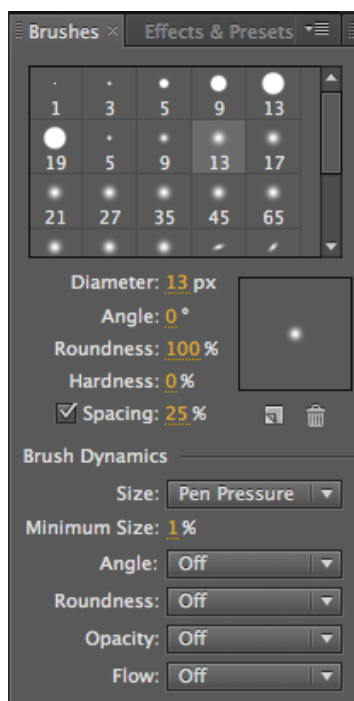 Brushes × Effects & Presets
1 3 5 9 13
19 5 9 13 17
21 27 35 45 65
Diameter: 13 px
Angle: 0 °
Roundness: 100 %
Hardness: 0 %
Spacing: 25 %
Brush Dynamics
Size: Pen Pressure
Minimum Size: 1 %
Angle: Off
Roundness: Off
Opacity: Off
Flow: Off